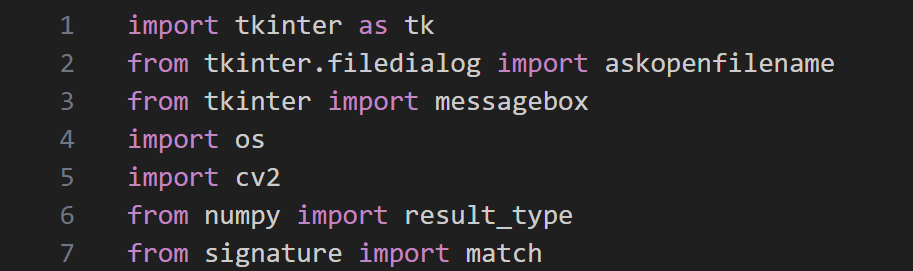 1 import tkinter as tk
2 from tkinter.filedialog import askopenfilename
3 from tkinter import messagebox
4 import os
5 import cv2
6 from numpy import result_type
7 from signature import match